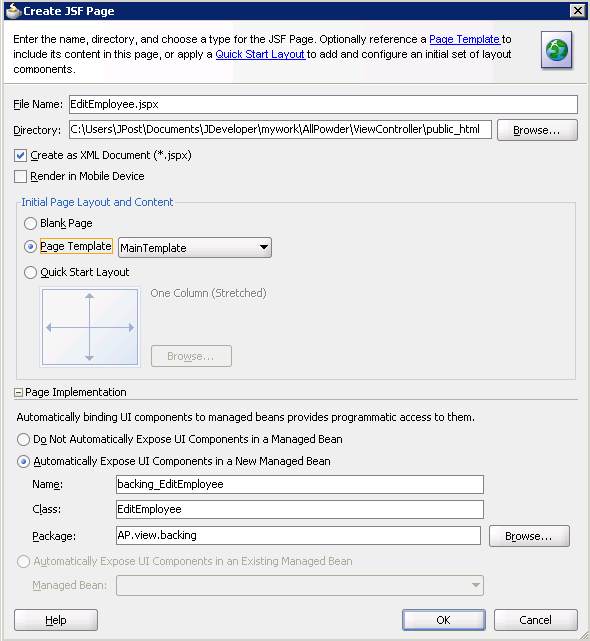 Create JSF Page
Enter the name, directory, and choose a type for the JSF Page. Optionally reference a Page Template to
include its content in this page, or apply a Quick Start Layout to add and configure an initial set of layout
components.
File Name: EditEmployee.jspx
Directory: C:\Users\JPost\Documents\JDeveloper\mywork\AllPowder\ViewController\public_html Browse...
Create as XML Document (*.jspx)
Render in Mobile Device
Initial Page Layout and Content
Blank Page
Page Template MainTemplate
Quick Start Layout
One Column (Stretched)
Browse...
Page Implementation
Automatically binding UI components to managed beans provides programmatic access to them.
Do Not Automatically Expose UI Components in a Managed Bean
Automatically Expose UI Components in a New Managed Bean
Name: backing_EditEmployee
Class: EditEmployee
Package: AP.view.backing Browse...
Automatically Expose UI Components in an Existing Managed Bean
Managed Bean:
Help OK Cancel